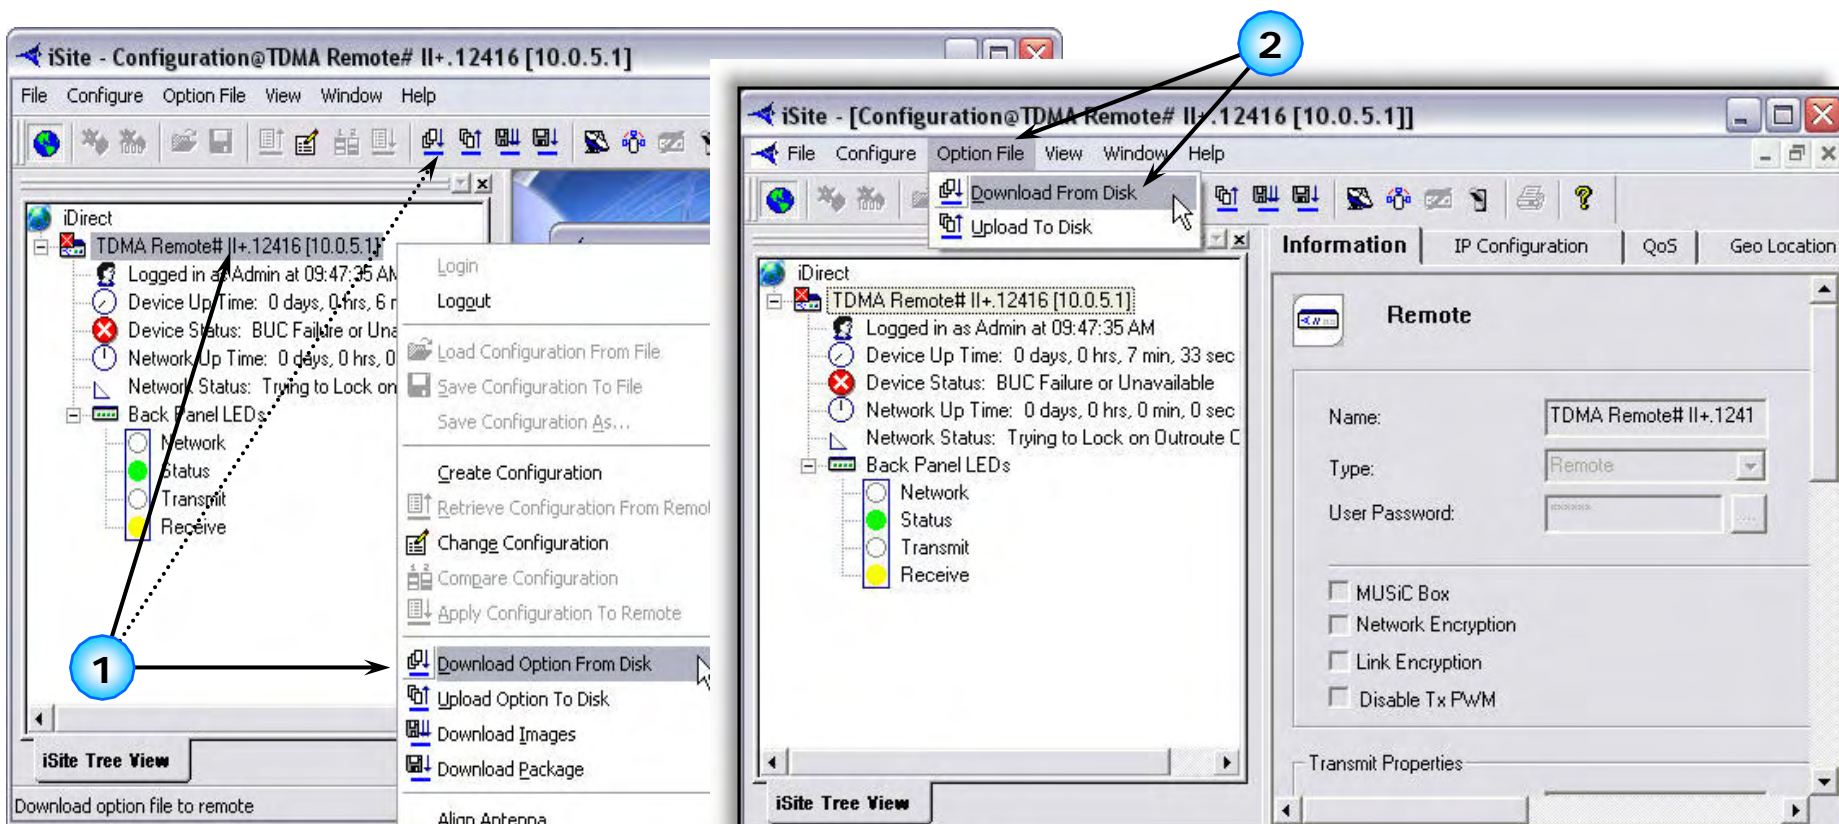 2
iSite - Configuration@TDMA Remote# II+.12416 [10.0.5.1]
File Configure Option File View Window Help
iDirect
TDMA Remote# II+.12416 [10.0.5.1]
Logged in as Admin at 09:47:35 AM
Device Up Time: 0 days, 0 hrs, 6
Device Status: BUC Failure or Una
Network Up Time: 0 days, 0 hrs, 0
Network Status: Trying to Lock on
Back Panel LEDs
Network
Status
Transmit
Receive
1
iSite Tree View
Download option file to remote
Login
Logout
Load Configuration From File
Save Configuration To File
Save Configuration As...
Create Configuration
Retrieve Configuration From Remo
Change Configuration
Compare Configuration
Apply Configuration To Remote
Download Option From Disk
Upload Option To Disk
Download Images
Download Package
Align Antenna
iSite - [Configuration@TDMA Remote# II+.12416 [10.0.5.1]]
File Configure Option File View Window Help
Download From Disk
Upload To Disk
iDirect
TDMA Remote# II+.12416 [10.0.5.1]
Logged in as Admin at 09:47:35 AM
Device Up Time: 0 days, 0 hrs, 7 min, 33 sec
Device Status: BUC Failure or Unavailable
Network Up Time: 0 days, 0 hrs, 0 min, 0 sec
Network Status: Trying to Lock on Outroute C
Back Panel LEDs
Network
Status
Transmit
Receive
iSite Tree View
Information IP Configuration QoS Geo Location
Remote
Name: TDMA Remote# II+.1241
Type: Remote
User Password: ×××××× ...
MUSiC Box
Network Encryption
Link Encryption
Disable Tx PWM
Transmit Properties